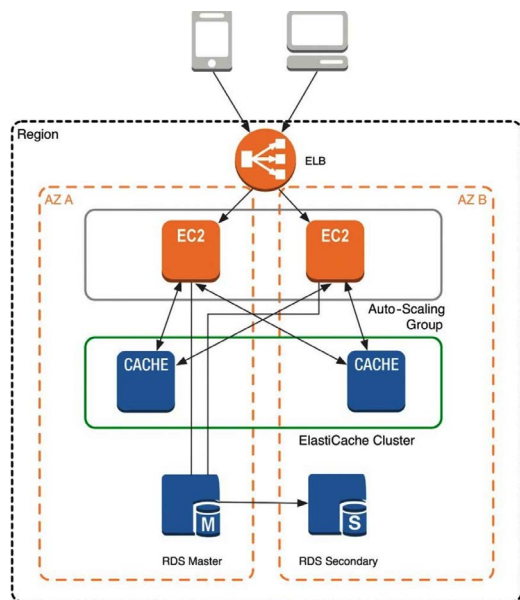 Region
ELB
AZ A
AZ B
EC2
EC2
Auto-Scaling
Group
CACHE
CACHE
ElastiCache Cluster
M
S
RDS Master
RDS Secondary